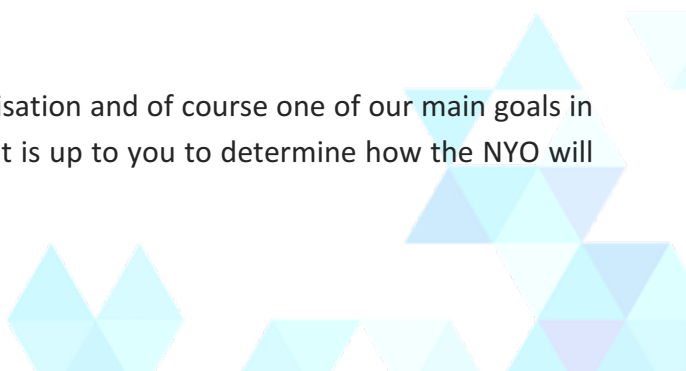 isation and of course one of our main goals in
t is up to you to determine how the NYO will